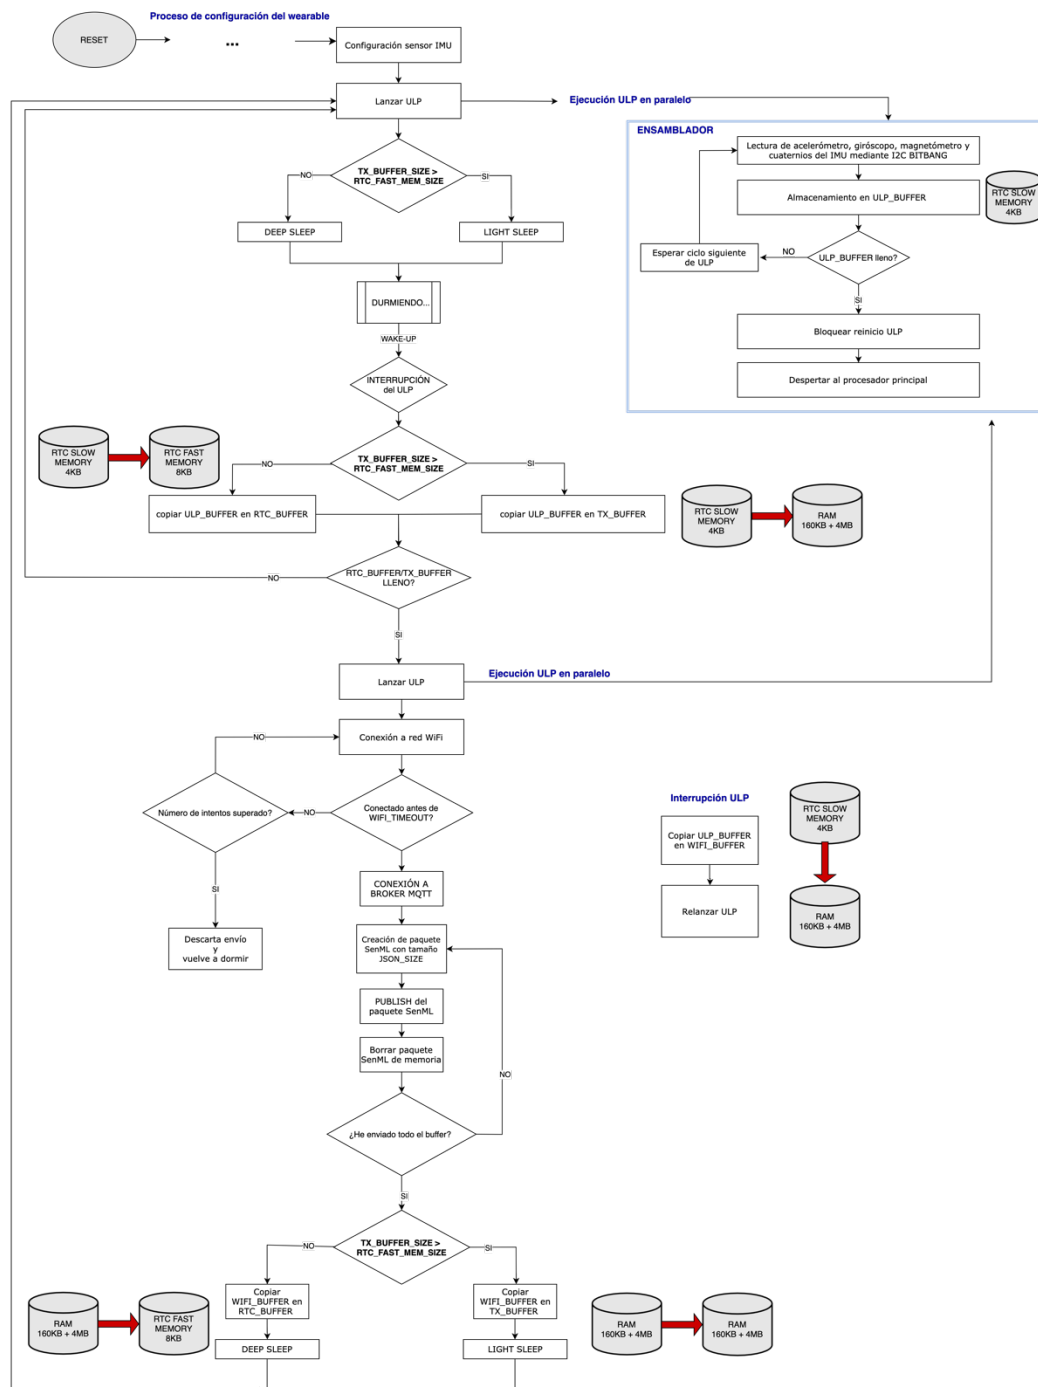 Proceso de configuración del wearable
RESET
...
Configuración sensor IMU
Lanzar ULP
Ejecución ULP en paralelo
ENSAMBLADOR
Lectura de acelerómetro, giróscopo, magnetómetro y
cuaternios del IMU mediante I2C BITBANG
Almacenamiento en ULP_BUFFER
RTC SLOW
MEMORY
4KB
ULP_BUFFER lleno?
NO
Esperar ciclo siguiente
de ULP
SI
Bloquear reinicio ULP
Despertar al procesador principal
TX_BUFFER_SIZE >
RTC_FAST_MEM_SIZE
NO
SI
DEEP SLEEP
LIGHT SLEEP
DURMIENDO...
WAKE-UP
INTERRUPCIÓN
del ULP
TX_BUFFER_SIZE >
RTC_FAST_MEM_SIZE
NO
SI
RTC SLOW
MEMORY
4KB
RTC FAST
MEMORY
8KB
copiar ULP_BUFFER en RTC_BUFFER
copiar ULP_BUFFER en TX_BUFFER
RTC SLOW
MEMORY
4KB
RAM
160KB + 4MB
RTC_BUFFER/TX_BUFFER
LLENO?
NO
SI
Lanzar ULP
Ejecución ULP en paralelo
Conexión a red WiFi
NO
Número de intentos superado?
NO
Conectado antes de
WIFI_TIMEOUT?
SI
Descarta envío
y
vuelve a dormir
CONEXIÓN A
BROKER MQTT
Creación de paquete
SenML con tamaño
JSON_SIZE
PUBLISH del
paquete SenML
Borrar paquete
SenML de memoria
NO
¿He enviado todo el buffer?
SI
Interrupción ULP
Copiar ULP_BUFFER
en WIFI_BUFFER
Relanzar ULP
RTC SLOW
MEMORY
4KB
RAM
160KB + 4MB
TX_BUFFER_SIZE >
RTC_FAST_MEM_SIZE
NO
SI
Copiar
WIFI_BUFFER en
RTC_BUFFER
Copiar
WIFI_BUFFER en
TX_BUFFER
RAM
160KB + 4MB
RTC FAST
MEMORY
8KB
DEEP SLEEP
LIGHT SLEEP
RAM
160KB + 4MB
RAM
160KB + 4MB